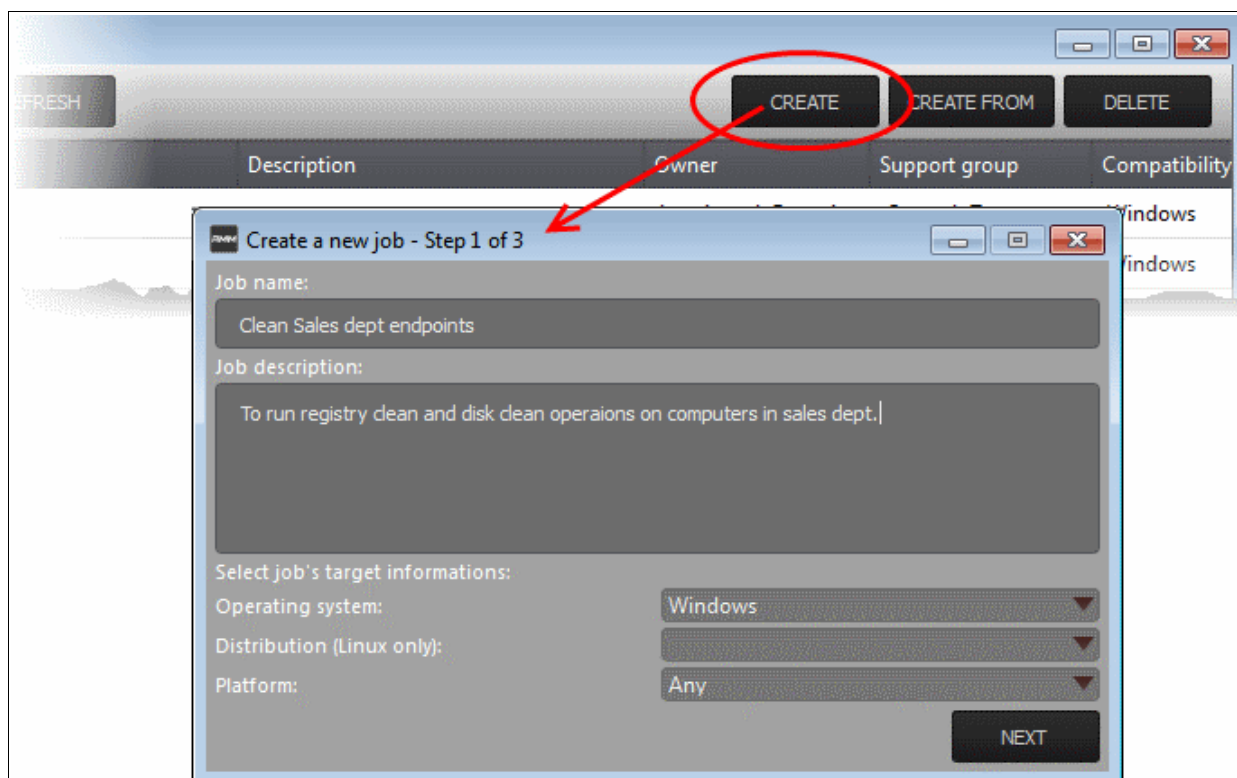 CREATE
CREATE FROM
DELETE
Description
Owner
Support group
Compatibility
Windows
RMM
Create a new job - Step 1 of 3
Windows
Job name:
Clean Sales dept endpoints
Job description:
To run registry clean and disk clean operaions on computers in sales dept.
Select job's target informations:
Operating system:
Windows
Distribution (Linux only):
Platform:
Any
NEXT